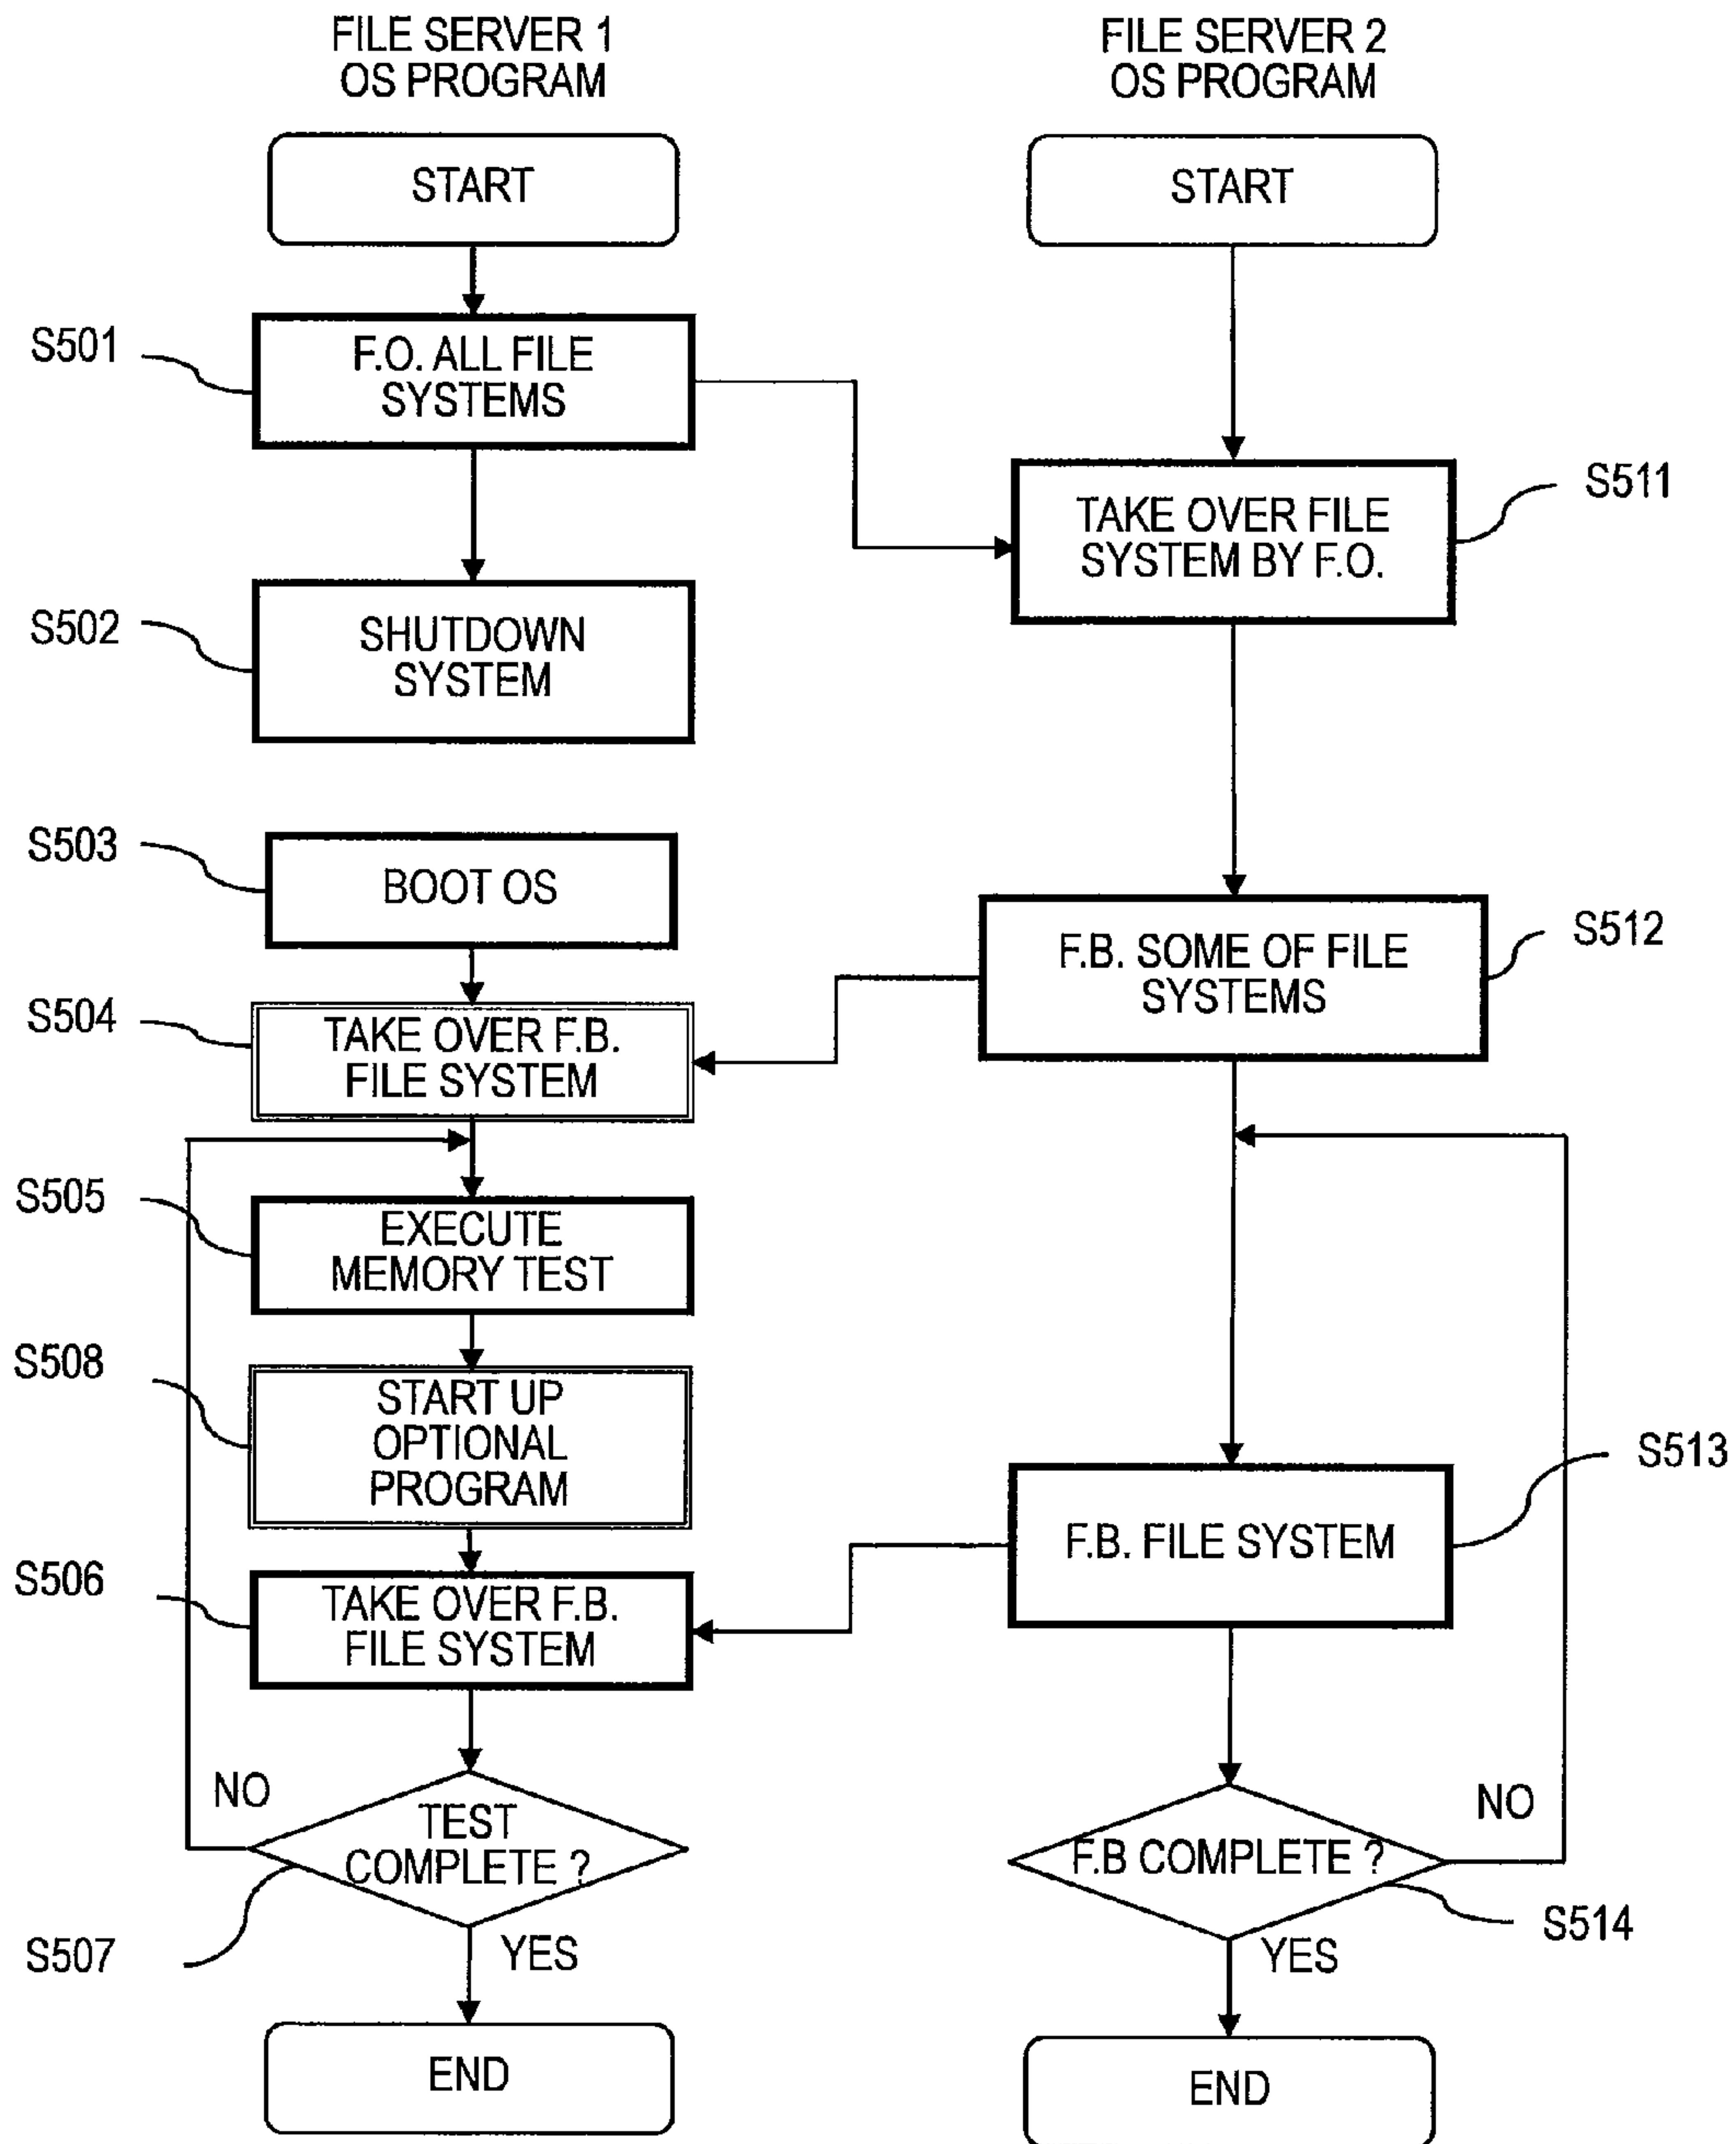 FILE SERVER 1
OS PROGRAM
START
S501
F.O. ALL FILE
SYSTEMS
S502
SHUTDOWN
SYSTEM
S503
BOOT OS
S504
TAKE OVER F.B.
FILE SYSTEM
S505
EXECUTE
MEMORY TEST
S508
START UP
OPTIONAL
PROGRAM
S506
TAKE OVER F.B.
FILE SYSTEM
NO
TEST
COMPLETE ?
S507
YES
END
FILE SERVER 2
OS PROGRAM
START
TAKE OVER FILE
SYSTEM BY F.O.
S511
F.B. SOME OF FILE
SYSTEMS
S512
F.B. FILE SYSTEM
S513
F.B COMPLETE ?
NO
S514
YES
END